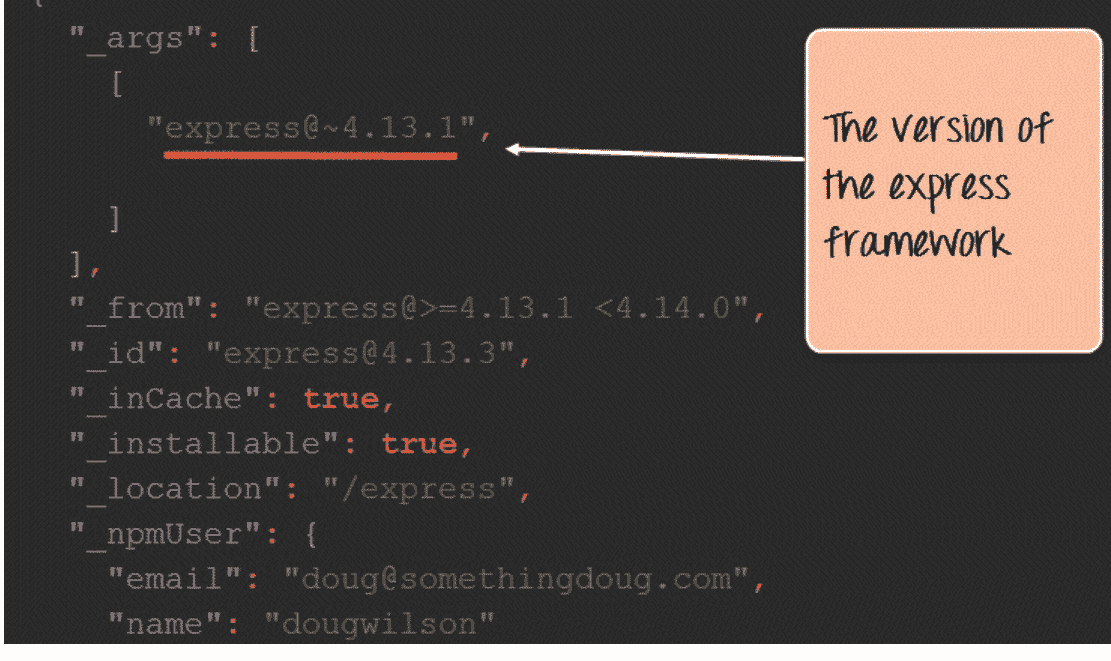 {
"_args": [
[
"express@~4.13.1",
]
],
"_from": "express@>=4.13.1 <4.14.0",
"_id": "express@4.13.3",
"_inCache": true,
"_installable": true,
"_location": "/express",
"_npmUser": {
"email": "doug@somethingdoug.com",
"name": "dougwilson"
The version of
the express
framework